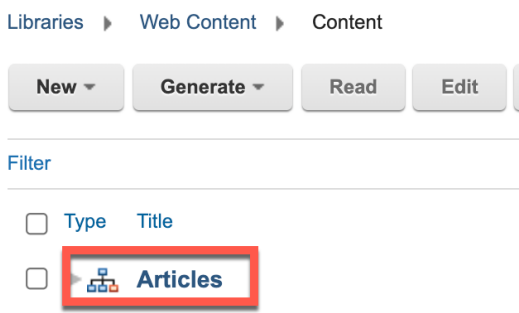 Libraries Web Content Content
New Generate Read Edit
Filter
Type Title
Articles